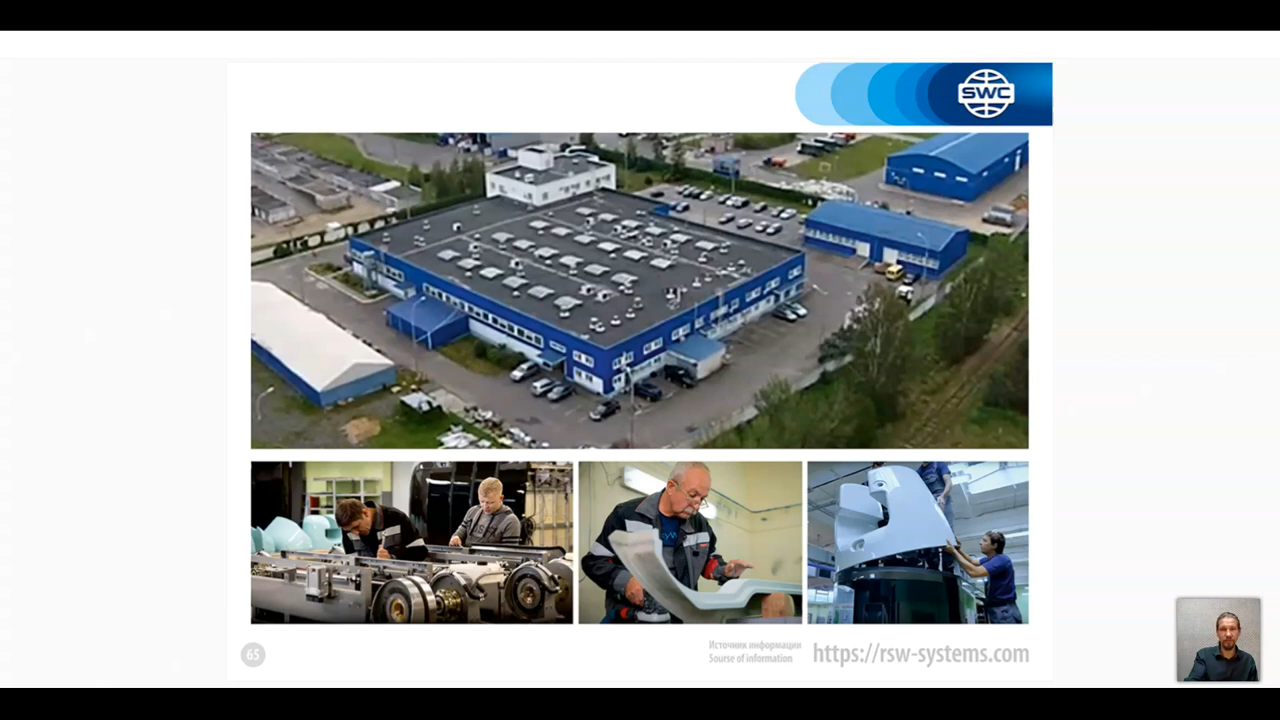 SWC
65
Источник информации
Sourse of information
https://rsw-systems.com